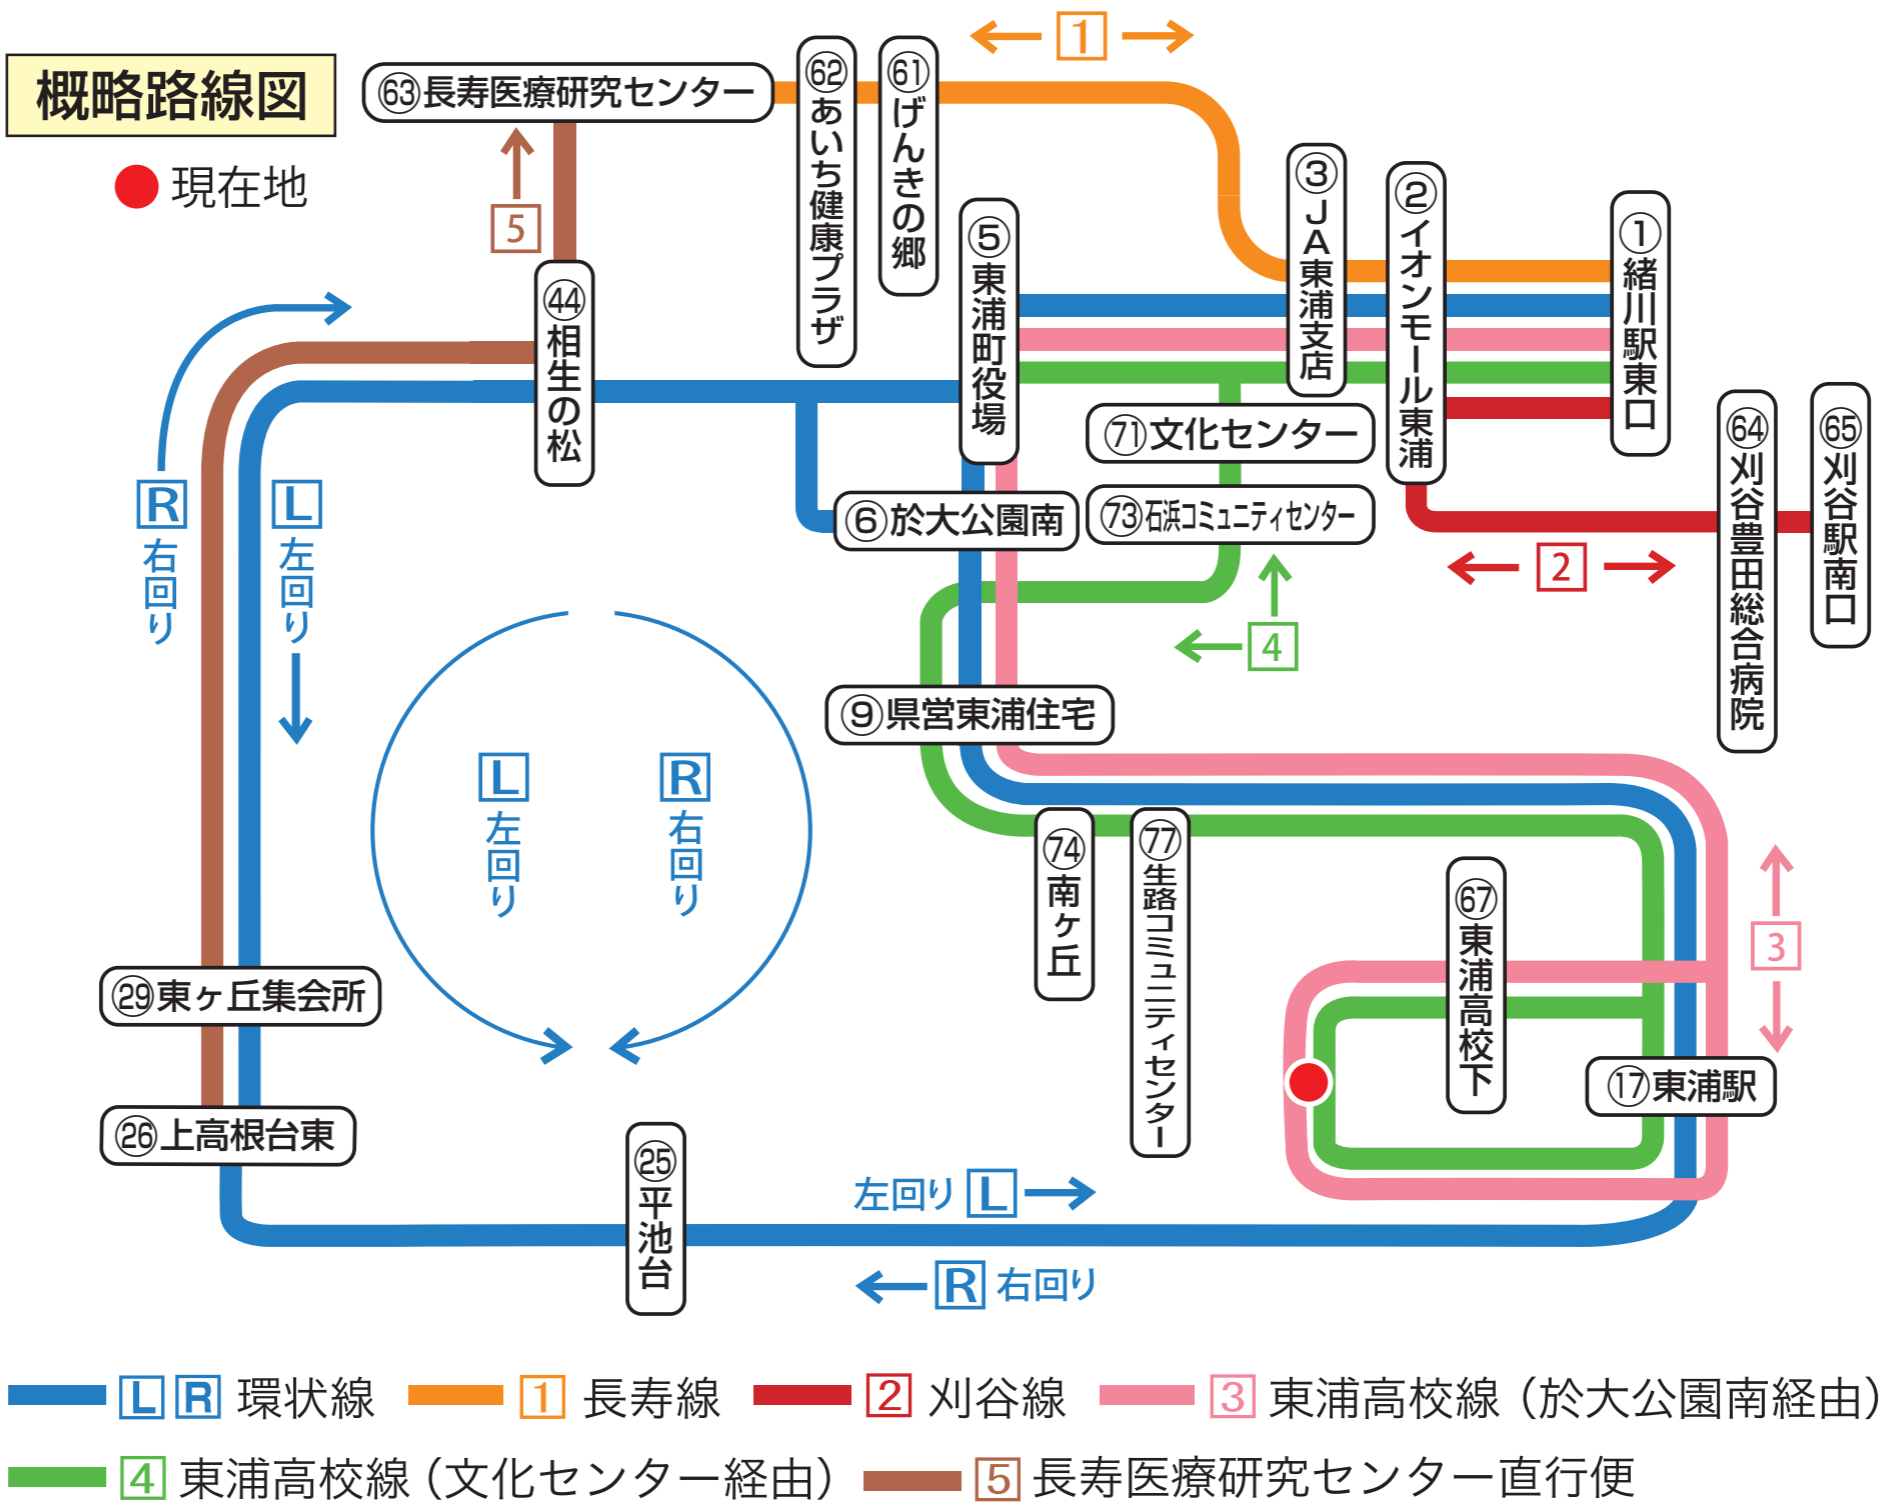 概略路線図
現在地
1
㊿63長寿医療研究センター
62あいち健康プラザ
61げんきの郷
③JA東浦支店
②イオンモール東浦
①緒川駅東口
5
㊹相生の松
⑤東浦町役場
71文化センター
73石浜コミュニティセンター
⑥於大公園南
64刈谷豊田総合病院
65刈谷駅南口
2
R
右回り
L
左回り
4
⑨県営東浦住宅
L
左回り
R
右回り
74南ヶ丘
77生路コミュニティセンター
67東浦高校下
3
㉙東ヶ丘集会所
⑰東浦駅
㉖上高根台東
㉕平池台
左回り L
R 右回り
L R 環状線 1 長寿線 2 刈谷線 3 東浦高校線（於大公園南経由）
4 東浦高校線（文化センター経由） 5 長寿医療研究センター直行便